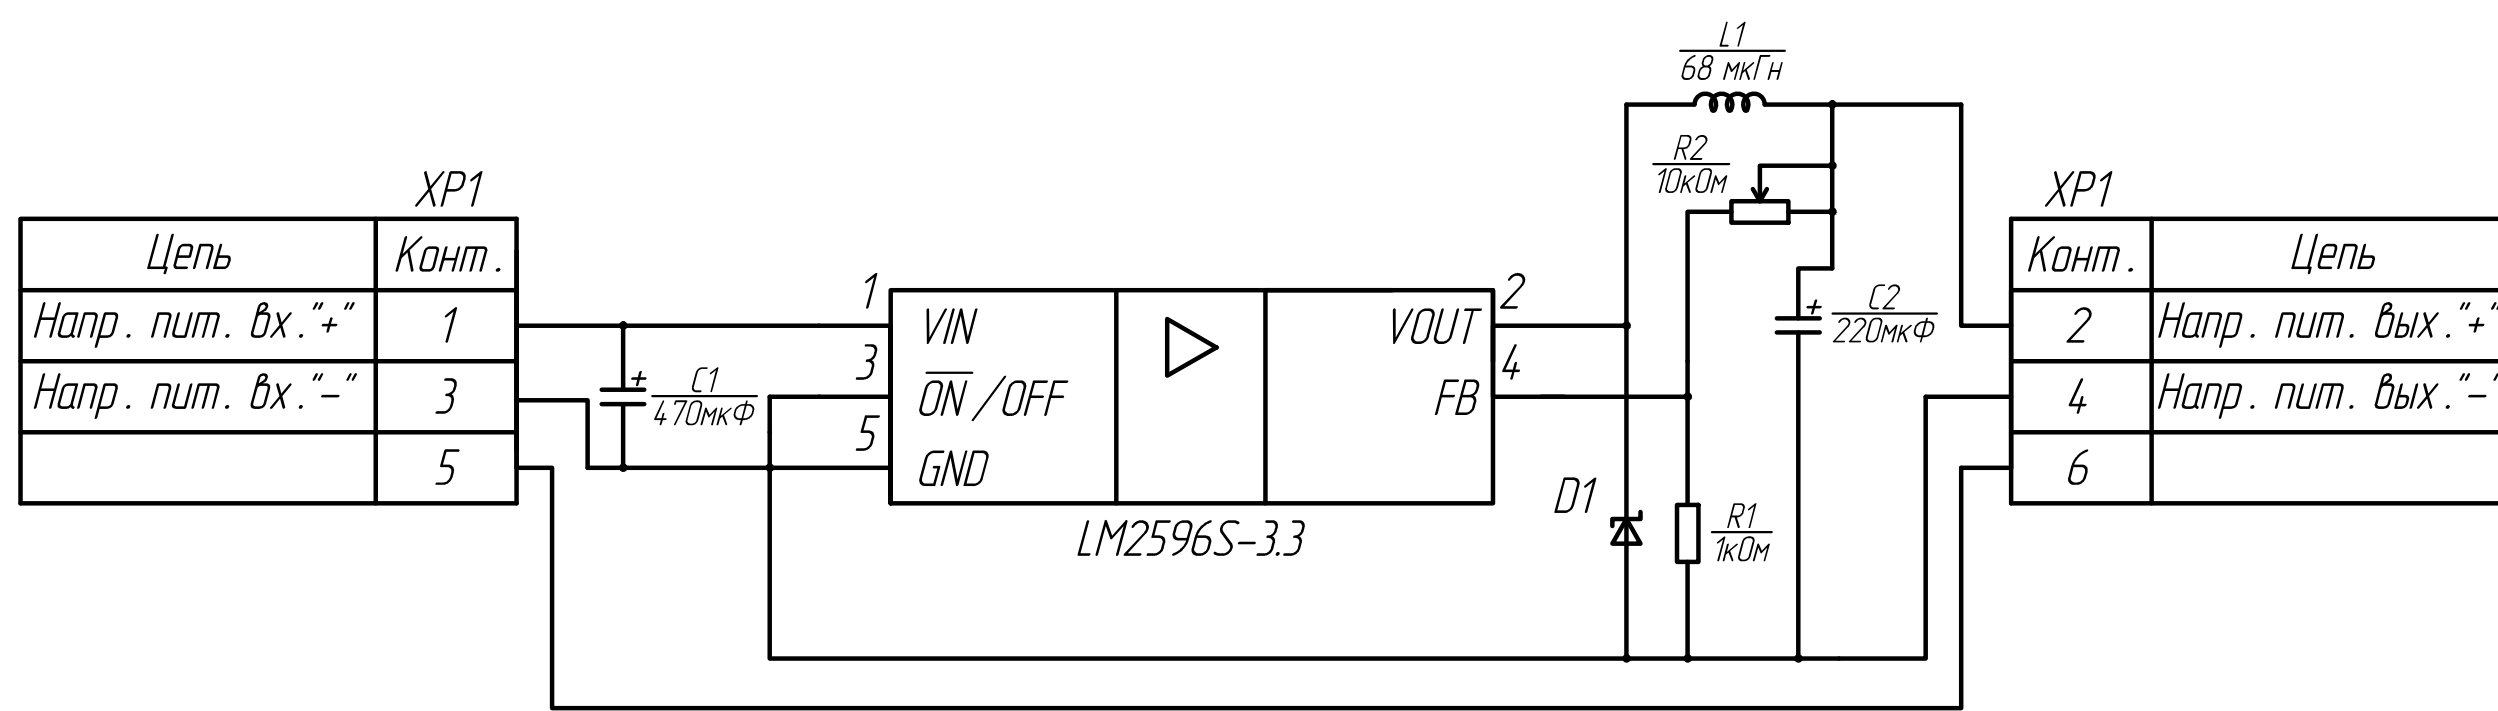 L1
68 мкГн
R2
10кОм
XP1
Цепь Конт.
Напр. пит. вх."+" 1
Напр. пит. вх."–" 3
5
C1
470мкФ
+
1
3
5
VIN
ON/OFF
GND
VOUT
FB
2
4
LM2596S-3.3
D1
R1
1кОм
+
C2
220мкФ
XP1
Конт. Цепь
2 Напр. пит. вых."+"
4 Напр. пит. вых."–"
6